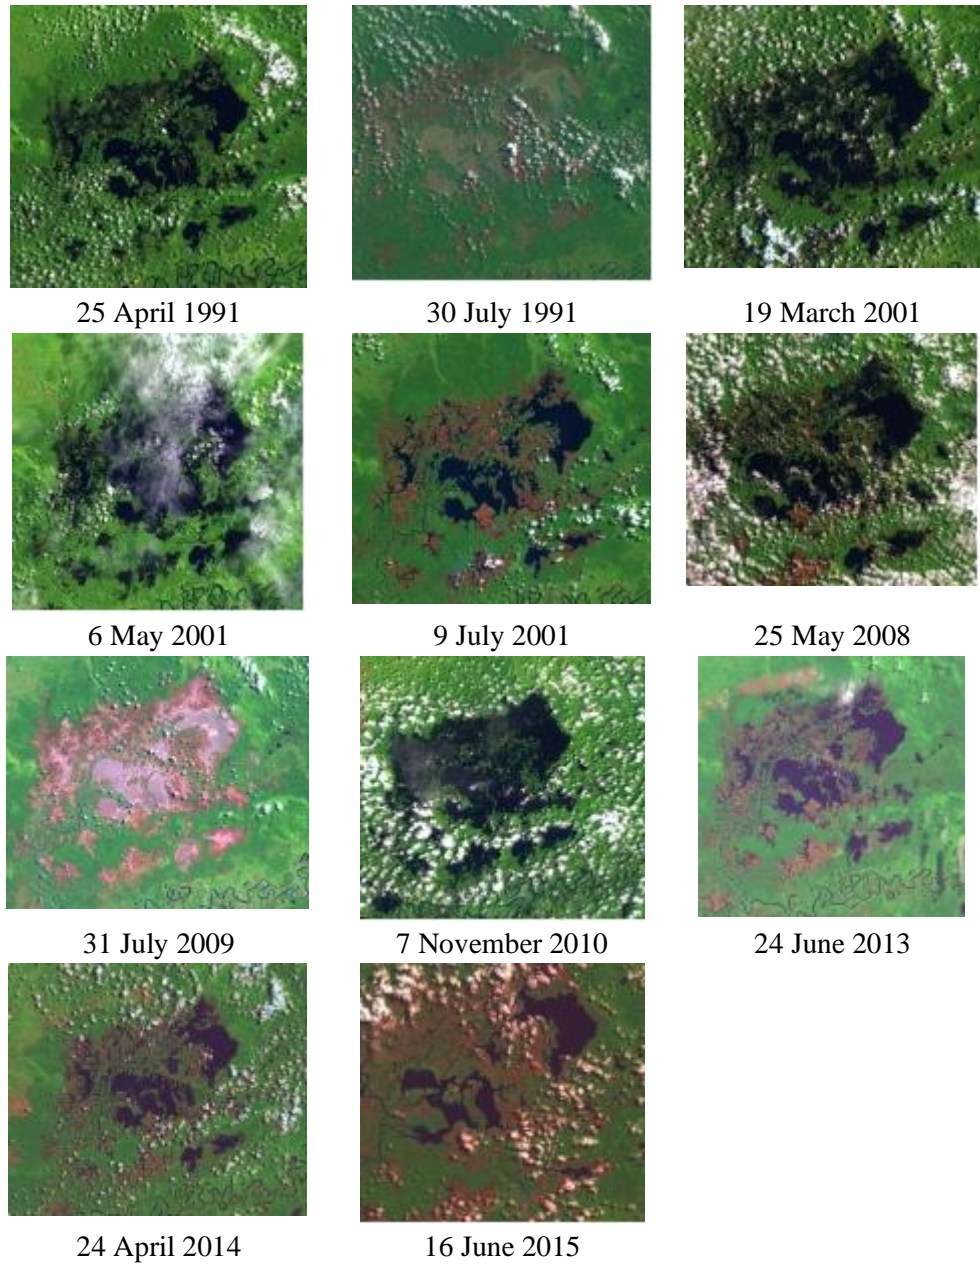 25 April 1991
30 July 1991
19 March 2001
6 May 2001
9 July 2001
25 May 2008
31 July 2009
7 November 2010
24 June 2013
24 April 2014
16 June 2015